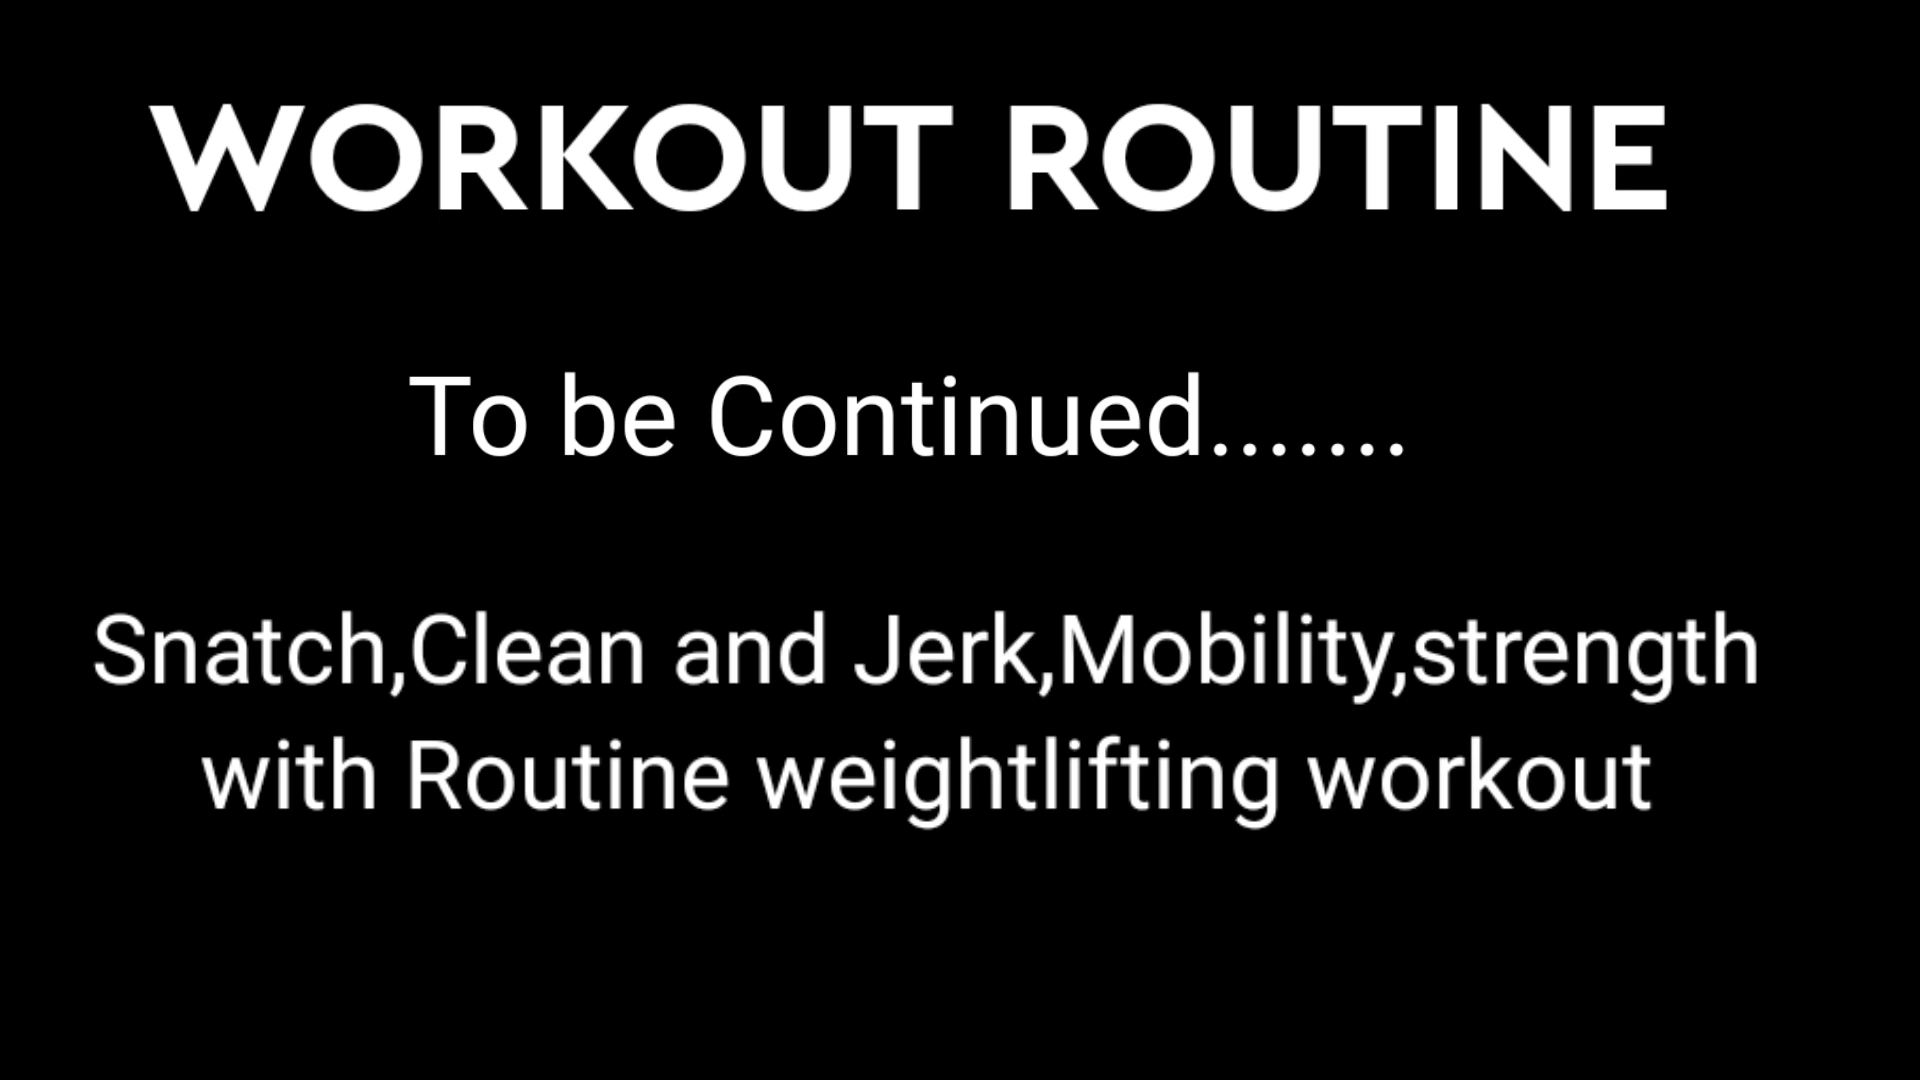 WORKOUT ROUTINE
To be Continued.......
Snatch,Clean and Jerk,Mobility,strength
with Routine weightlifting workout